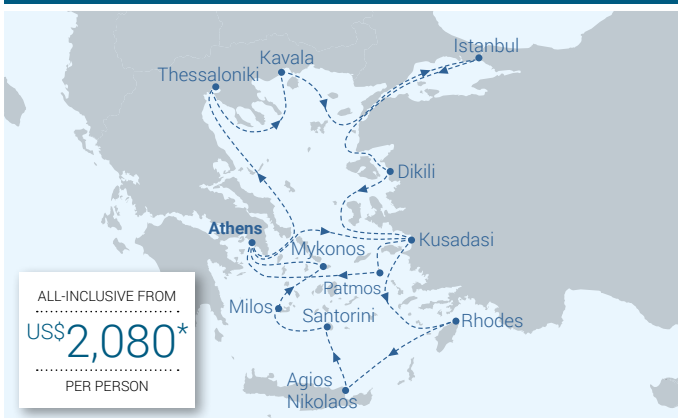 Istanbul
Kavala
Thessaloniki
Dikili
Athens
Kusadasi
Mykonos
Patmos
Milos
Santorini
Rhodes
Agios
Nikolaos
ALL-INCLUSIVE FROM
US$2,080*
PER PERSON